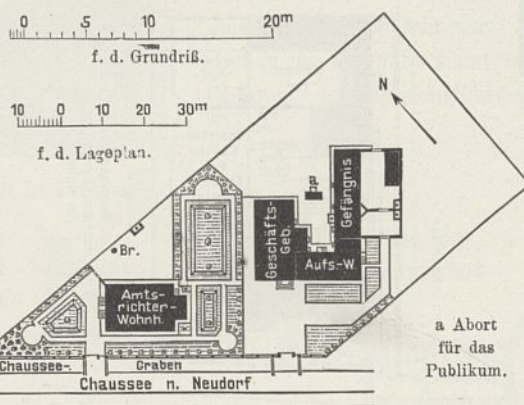 0 5 10 20m
f. d. Grundriß.
10 0 10 20 30m
f. d. Lageplan.
N
a
Gefängnis
Geschäfts-
Geb.
Aufs-W.
Br.
Amts-
richter-
Wohnh.
a Abort
für das
Publikum.
Chaussee-. Graben
Chaussee n. Neudorf